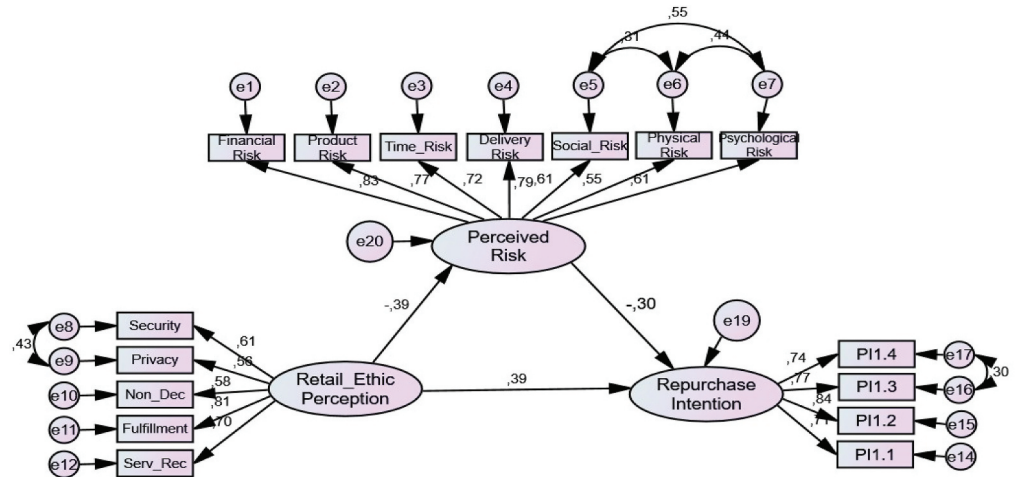 ,55
,31
,44
e1
e2
e3
e4
e5
e6
e7
Financial
Risk
Product
Risk
Time_Risk
Delivery
Risk
Social_Risk
Physical
Risk
Psychological
Risk
,83
,77
,72
,79
,61
,55
,61
e20
Perceived
Risk
-,39
-,30
e19
e8
Security
,61
,43
e9
Privacy
e10
Non_Dec
,58
e11
Fulfillment
,81
,70
e12
Serv_Rec
Retail_Ethic
Perception
,39
Repurchase
Intention
,74
,77
,84
PI1.4
e17
,30
PI1.3
e16
PI1.2
e15
PI1.1
e14